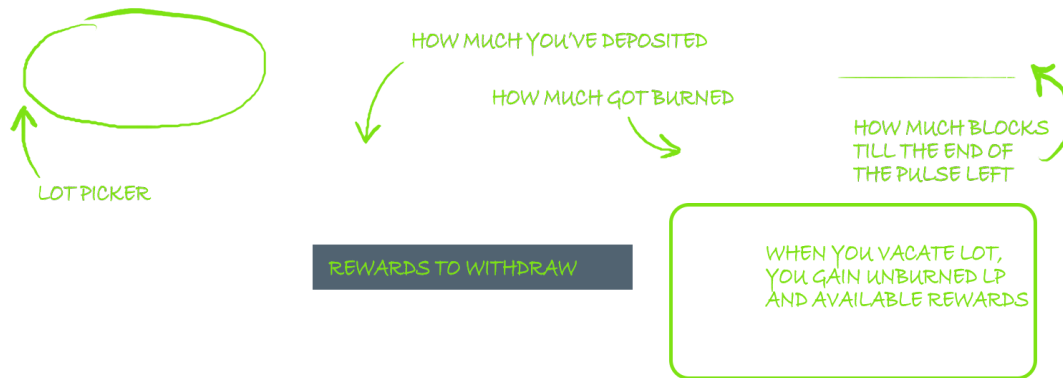 HOW MUCH YOU'VE DEPOSITED
HOW MUCH GOT BURNED
HOW MUCH BLOCKS
TILL THE END OF
THE PULSE LEFT
LOT PICKER
REWARDS TO WITHDRAW
WHEN YOU VACATE LOT,
YOU GAIN UNBURNED LP
AND AVAILABLE REWARDS